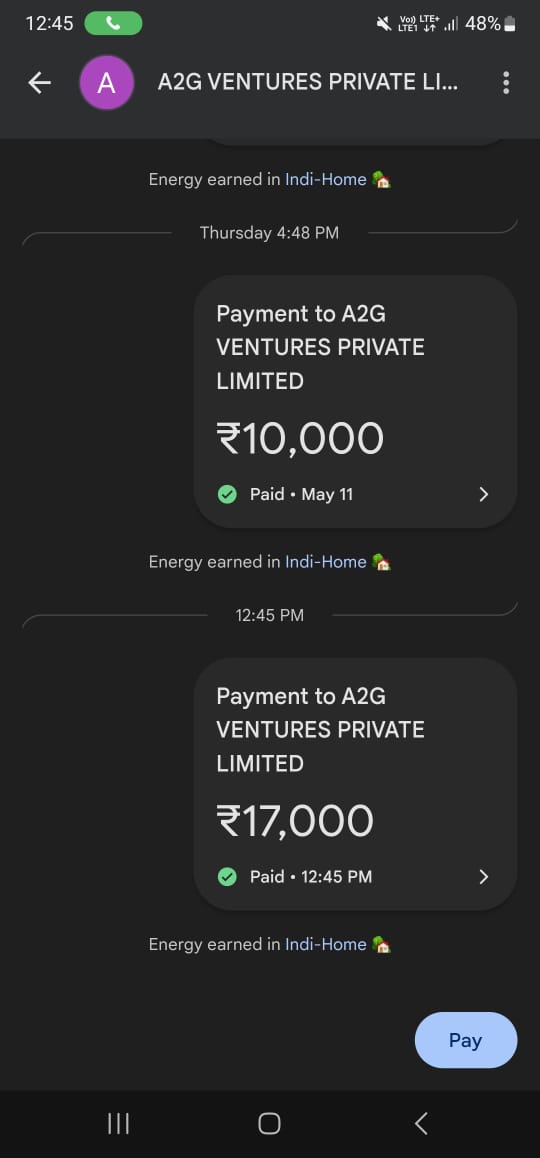 12:45
Vo) LTE+
LTE1
48%
A
A2G VENTURES PRIVATE LI...
Energy earned in Indi-Home
Thursday 4:48 PM
Payment to A2G
VENTURES PRIVATE
LIMITED
₹10,000
Paid • May 11
Energy earned in Indi-Home
12:45 PM
Payment to A2G
VENTURES PRIVATE
LIMITED
₹17,000
Paid • 12:45 PM
Energy earned in Indi-Home
Pay